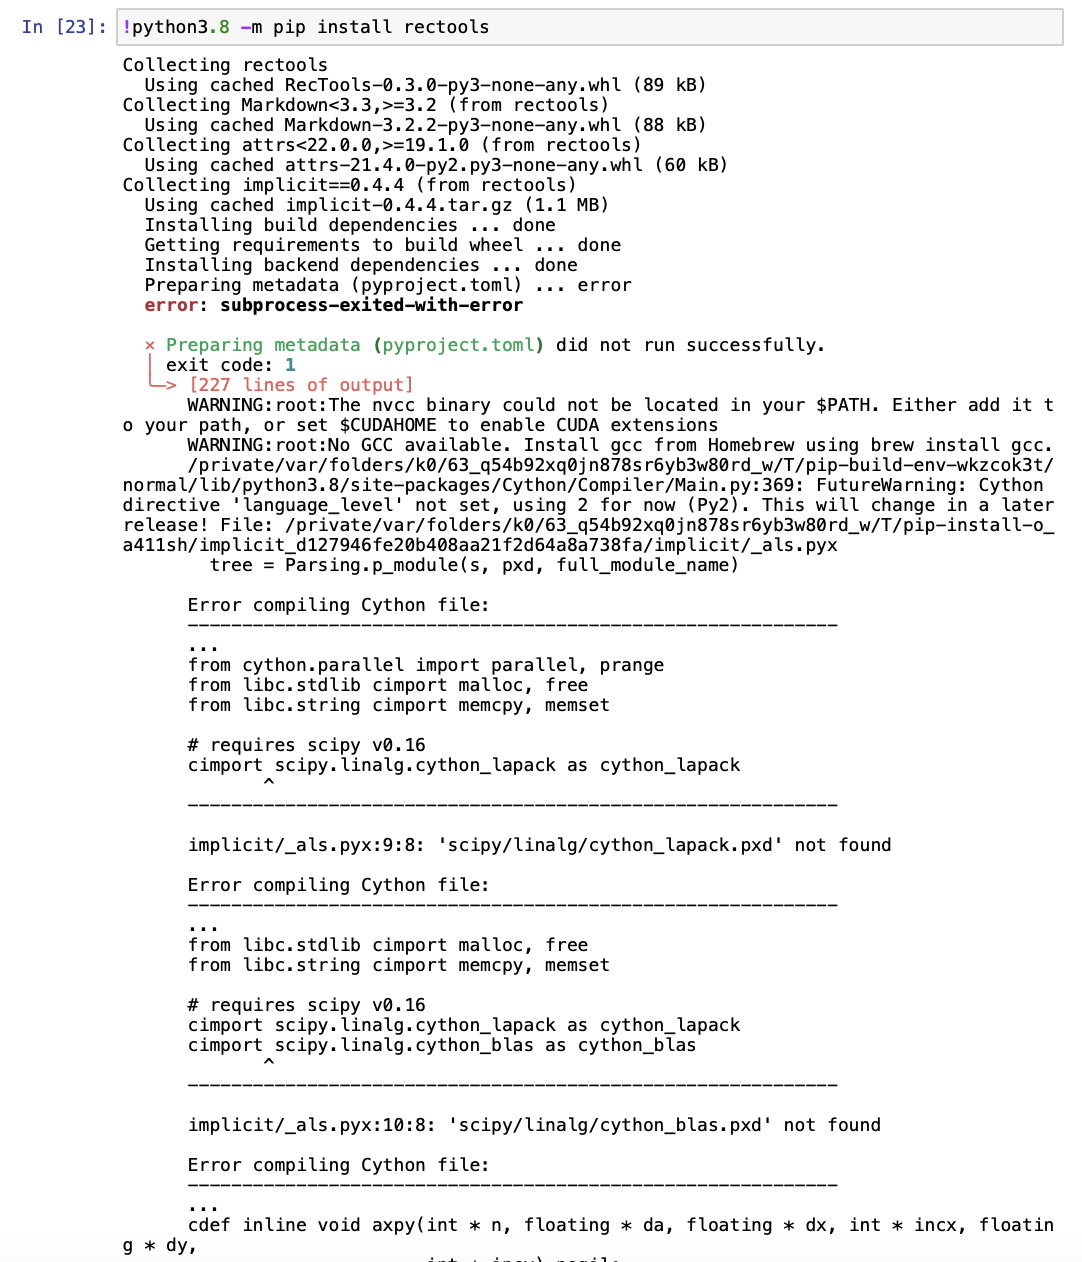 In [23]: !python3.8 -m pip install rectools
Collecting rectools
Using cached RecTools-0.3.0-py3-none-any.whl (89 kB)
Collecting Markdown<3.3,>=3.2 (from rectools)
Using cached Markdown-3.2.2-py3-none-any.whl (88 kB)
Collecting attrs<22.0.0,>=19.1.0 (from rectools)
Using cached attrs-21.4.0-py2.py3-none-any.whl (60 kB)
Collecting implicit==0.4.4 (from rectools)
Using cached implicit-0.4.4.tar.gz (1.1 MB)
Installing build dependencies ... done
Getting requirements to build wheel ... done
Installing backend dependencies ... done
Preparing metadata (pyproject.toml) ... error
error: subprocess-exited-with-error
× Preparing metadata (pyproject.toml) did not run successfully.
│ exit code: 1
╰─> [227 lines of output]
WARNING:root:The nvcc binary could not be located in your $PATH. Either add it t
o your path, or set $CUDAHOME to enable CUDA extensions
WARNING:root:No GCC available. Install gcc from Homebrew using brew install gcc.
/private/var/folders/k0/63_q54b92xq0jn878sr6yb3w80rd_w/T/pip-build-env-wkzcok3t/
normal/lib/python3.8/site-packages/Cython/Compiler/Main.py:369: FutureWarning: Cython
directive 'language_level' not set, using 2 for now (Py2). This will change in a later
release! File: /private/var/folders/k0/63_q54b92xq0jn878sr6yb3w80rd_w/T/pip-install-o_
a411sh/implicit_d127946fe20b408aa21f2d64a8a738fa/implicit/_als.pyx
tree = Parsing.p_module(s, pxd, full_module_name)
Error compiling Cython file:
------------------------------------------------------------
...
from cython.parallel import parallel, prange
from libc.stdlib cimport malloc, free
from libc.string cimport memcpy, memset
# requires scipy v0.16
cimport scipy.linalg.cython_lapack as cython_lapack
^
------------------------------------------------------------
implicit/_als.pyx:9:8: 'scipy/linalg/cython_lapack.pxd' not found
Error compiling Cython file:
------------------------------------------------------------
...
from libc.stdlib cimport malloc, free
from libc.string cimport memcpy, memset
# requires scipy v0.16
cimport scipy.linalg.cython_lapack as cython_lapack
cimport scipy.linalg.cython_blas as cython_blas
^
------------------------------------------------------------
implicit/_als.pyx:10:8: 'scipy/linalg/cython_blas.pxd' not found
Error compiling Cython file:
------------------------------------------------------------
...
cdef inline void axpy(int * n, floating * da, floating * dx, int * incx, floatin
g * dy,